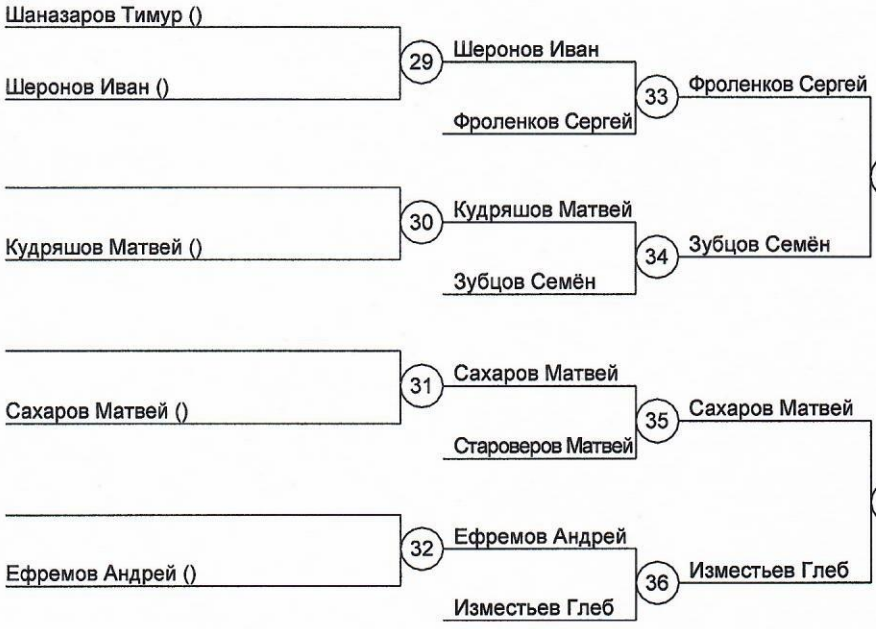 Шаназаров Тимур ()
Шеронов Иван ()
29
Шеронов Иван
Фроленков Сергей
33
Фроленков Сергей
Кудряшов Матвей ()
30
Кудряшов Матвей
Зубцов Семён
34
Зубцов Семён
Сахаров Матвей ()
31
Сахаров Матвей
Староверов Матвей
35
Сахаров Матвей
Ефремов Андрей ()
32
Ефремов Андрей
Изместьев Глеб
36
Изместьев Глеб